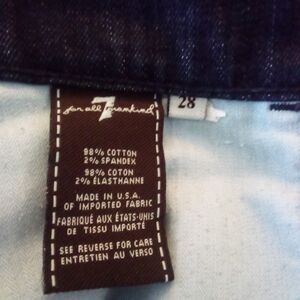 7
for all mankind
28
98% COTTON
2% SPANDEX
98% COTON
2% ÉLASTHANNE
MADE IN U.S.A.
OF IMPORTED FABRIC
FABRIQUÉ AUX ÉTATS-UNIS
DE TISSU IMPORTÉ
SEE REVERSE FOR CARE
ENTRETIEN AU VERSO